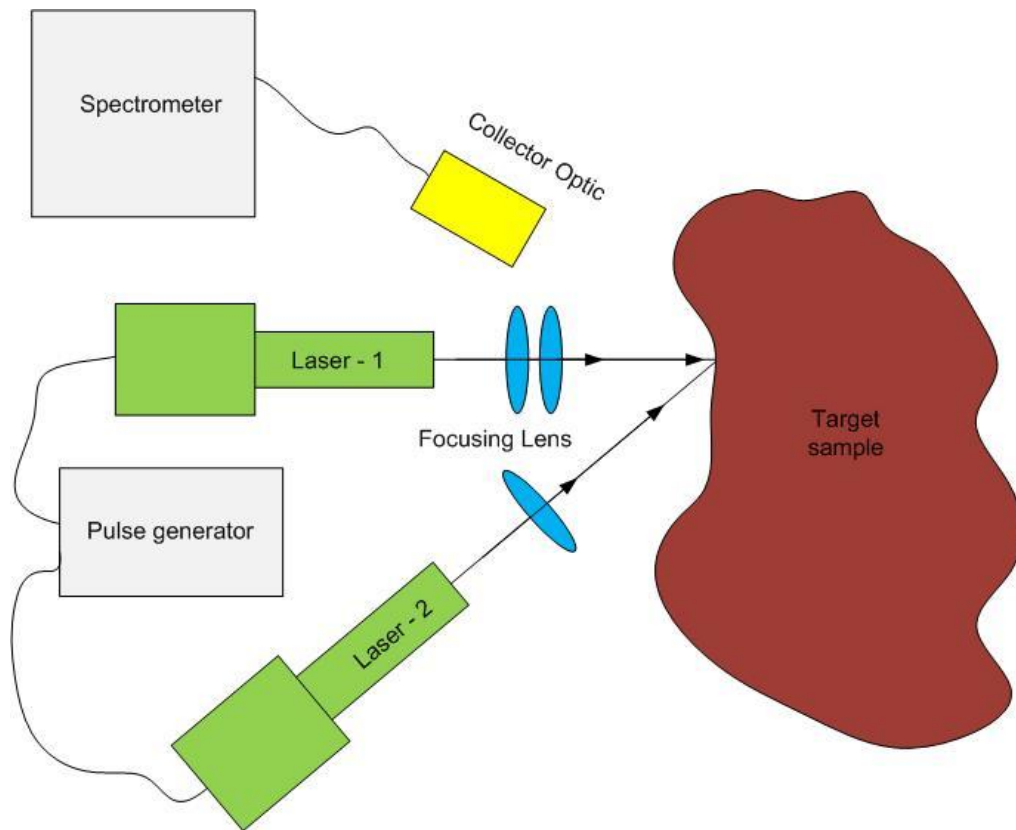 Spectrometer
Collector Optic
Laser - 1
Focusing Lens
Target
sample
Pulse generator
Laser - 2